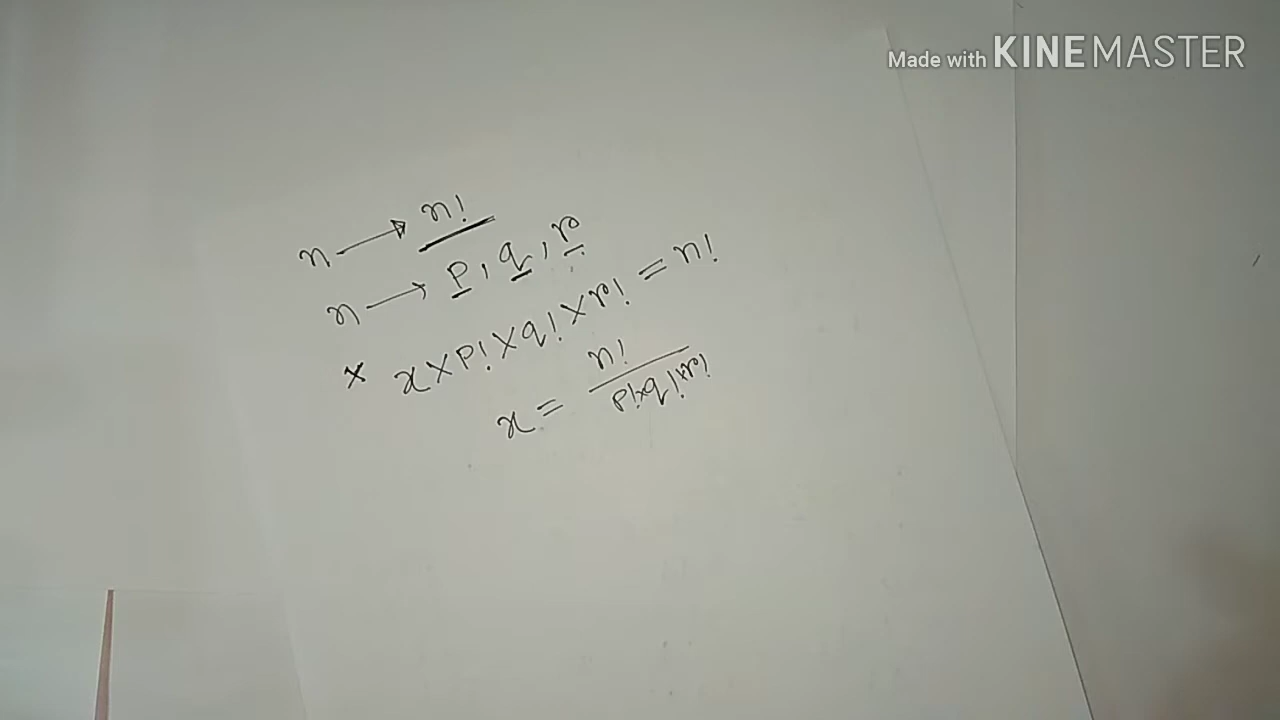 Made with KINEMASTER
n → n!
n → p, q, r
x x × p! × q! × r! = n!
x = n! / p! × q! × r!